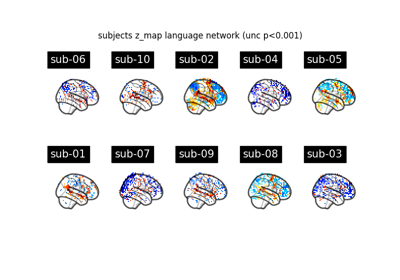 subjects z_map language network (unc p<0.001)
sub-06 sub-10 sub-02 sub-04 sub-05
sub-01 sub-07 sub-09 sub-08 sub-03